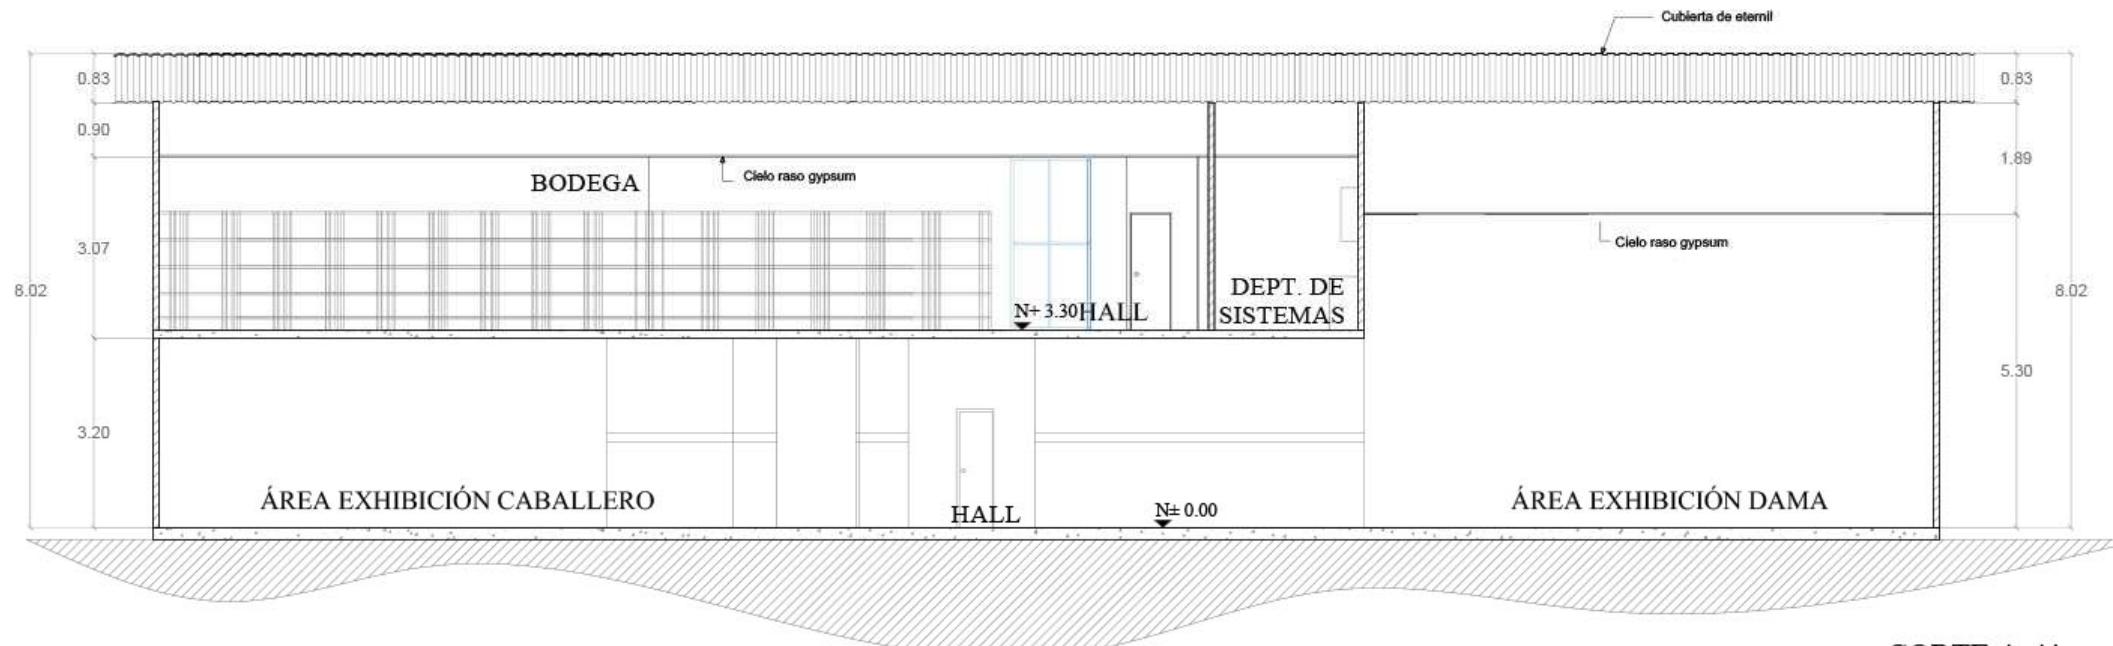 Cubierta de eternil
0.83
0.83
0.90
1.89
BODEGA
Cielo raso gypsum
Cielo raso gypsum
3.07
8.02
8.02
DEPT. DE
SISTEMAS
N+ 3.30 HALL
5.30
3.20
ÁREA EXHIBICIÓN CABALLERO
ÁREA EXHIBICIÓN DAMA
HALL
N± 0.00